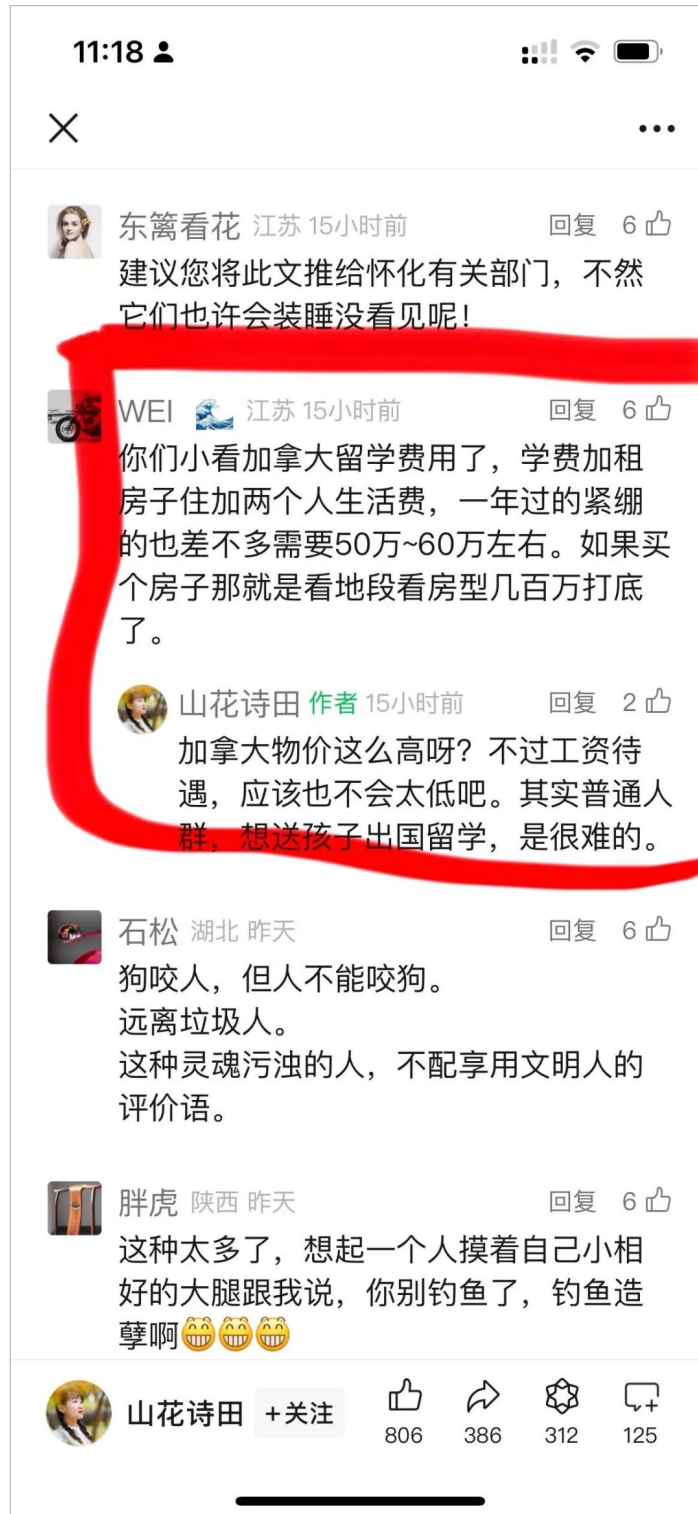 11:18
东篱看花 江苏 15小时前 回复 6
建议您将此文推给怀化有关部门，不然
它们也许会装睡没看见呢！
WEI 🌊 江苏 15小时前 回复 6
你们小看加拿大留学费用了，学费加租
房子住加两个人生活费，一年过的紧绷
的也差不多需要50万~60万左右。如果买
个房子那就是看地段看房型几百万打底
了。
山花诗田 作者 15小时前 回复 2
加拿大物价这么高呀？不过工资待
遇，应该也不会太低吧。其实普通人
群，想送孩子出国留学，是很难的。
石松 湖北 昨天 回复 6
狗咬人，但人不能咬狗。
远离垃圾人。
这种灵魂污浊的人，不配享用文明人的
评价语。
胖虎 陕西 昨天 回复 6
这种太多了，想起一个人摸着自己小相
好的大腿跟我说，你别钓鱼了，钓鱼造
孽啊😁😁😁
山花诗田 +关注 806 386 312 125